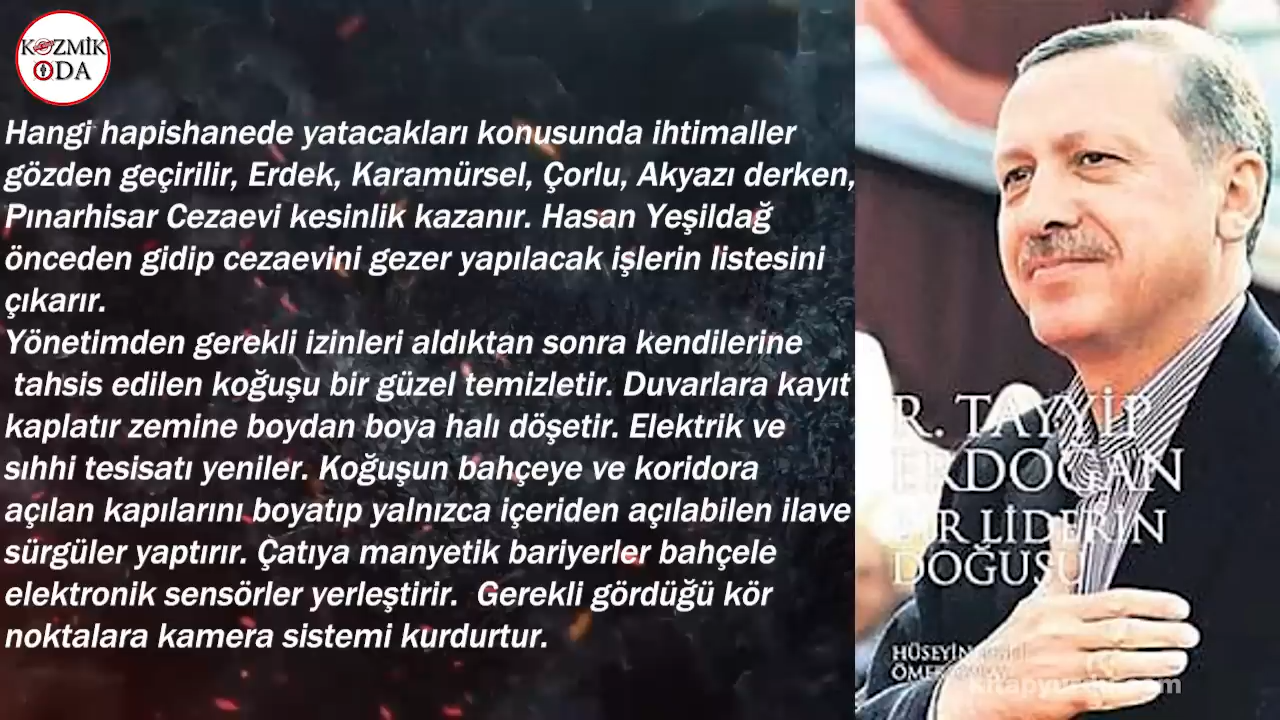 KOZMİK
ODA
Hangi hapishanede yatacakları konusunda ihtimaller
gözden geçirilir, Erdek, Karamürsel, Çorlu, Akyazı derken,
Pınarhisar Cezaevi kesinlik kazanır. Hasan Yeşildağ
önceden gidip cezaevini gezer yapılacak işlerin listesini
çıkarır.
Yönetimden gerekli izinleri aldıktan sonra kendilerine
tahsis edilen koğuşu bir güzel temizletir. Duvarlara kayıt
kaplatır zemine boydan boya halı döşetir. Elektrik ve
sıhhi tesisatı yeniler. Koğuşun bahçeye ve koridora
açılan kapılarını boyatıp yalnızca içeriden açılabilen ilave
sürgüler yaptırır. Çatıya manyetik bariyerler bahçele
elektronik sensörler yerleştirir. Gerekli gördüğü kör
noktalara kamera sistemi kurdurtur.
R. TAYYİP
ERDOĞAN
BİR LİDERİN
DOĞUŞU
HÜSEYİN
ÖMER